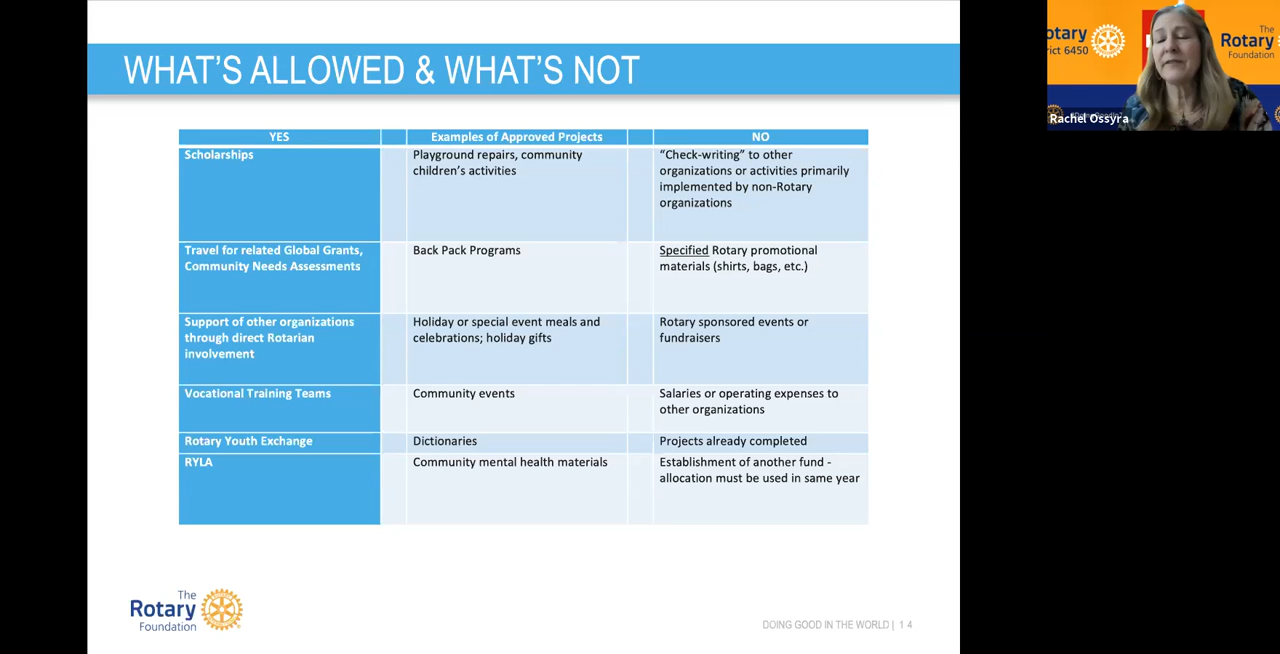 WHAT'S ALLOWED & WHAT'S NOT
YES
Examples of Approved Projects
NO
Scholarships
Playground repairs, community
children's activities
“Check-writing” to other
organizations or activities primarily
implemented by non-Rotary
organizations
Travel for related Global Grants,
Community Needs Assessments
Back Pack Programs
Specified Rotary promotional
materials (shirts, bags, etc.)
Support of other organizations
through direct Rotarian
involvement
Holiday or special event meals and
celebrations; holiday gifts
Rotary sponsored events or
fundraisers
Vocational Training Teams
Community events
Salaries or operating expenses to
other organizations
Rotary Youth Exchange
Dictionaries
Projects already completed
RYLA
Community mental health materials
Establishment of another fund -
allocation must be used in same year
The
Rotary
Foundation
DOING GOOD IN THE WORLD | 14
otary
rict 6450
The
Rotary
Foundation
Rachel Ossyra